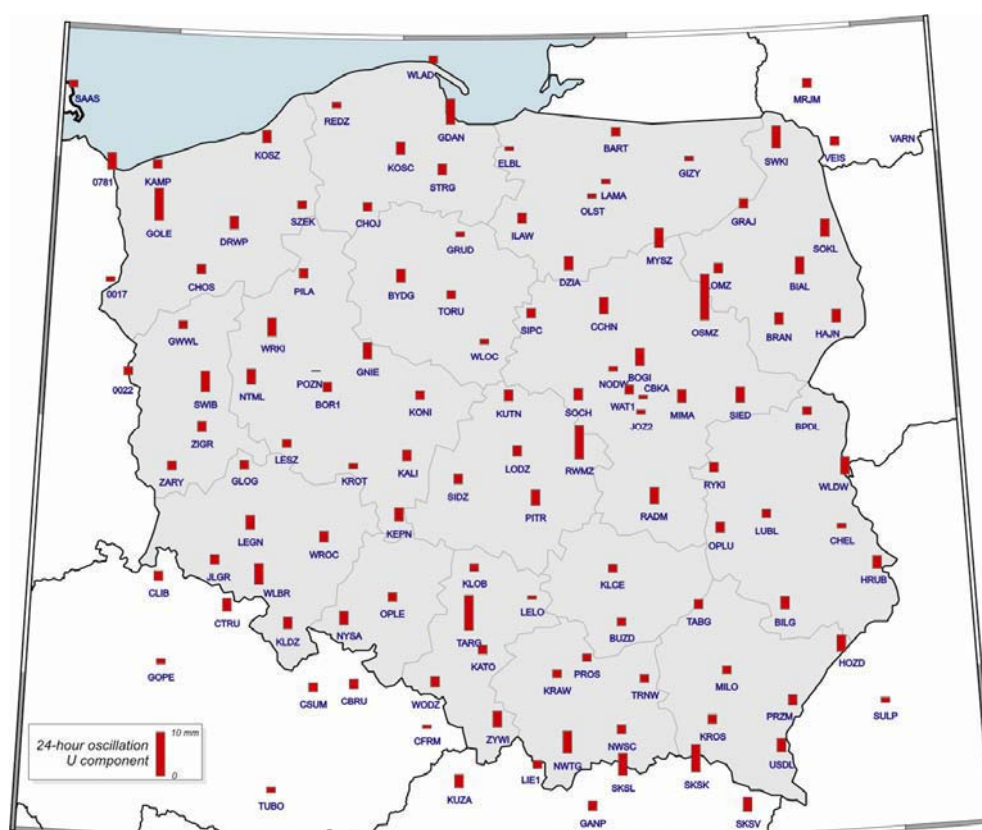 WLAD
SAAS
MRJM
REDZ
GDAN
KOSZ
KOSC
ELBL
BART
GIZY
SWKI
VEIS
VARN
0781
KAMP
STRG
LAMA
OLST
GOLE
SZEK
CHOJ
ILAW
GRAJ
DRWP
GRUD
MYSZ
SOKL
CHOS
PILA
BYDG
DZIA
LOMZ
BIAL
0017
TORU
SIPC
CCHN
OSMZ
BRAN
HAJN
GWWL
WRKI
WLOC
GNIE
BOGI
0022
SWIB
NTML
POZN
BOR1
KONI
KUTN
SOCH
NODW
CBKA
WAT1
JOZ2
MIMA
SIED
BPDL
ZIGR
LESZ
KALI
LODZ
RWMZ
ZARY
GLOG
KROT
SIDZ
RYKI
WLDW
LEGN
WROC
KEPN
PITR
RADM
OPLU
LUBL
CHEL
JLGR
CLIB
WLBR
KLOB
KLCE
HRUB
CTRU
KLDZ
NYSA
OPLE
TARG
LELO
BUZD
TABG
BILG
GOPE
KATO
PROS
HOZD
CSUM
CBRU
WODZ
KRAW
TRNW
MILO
PRZM
SULP
CFRM
ZYWI
NWTG
NWSC
KROS
USDL
24-hour oscillation
U component
10 mm
0
TUBO
KUZA
LIE1
SKSL
SKSK
GANP
SKSV